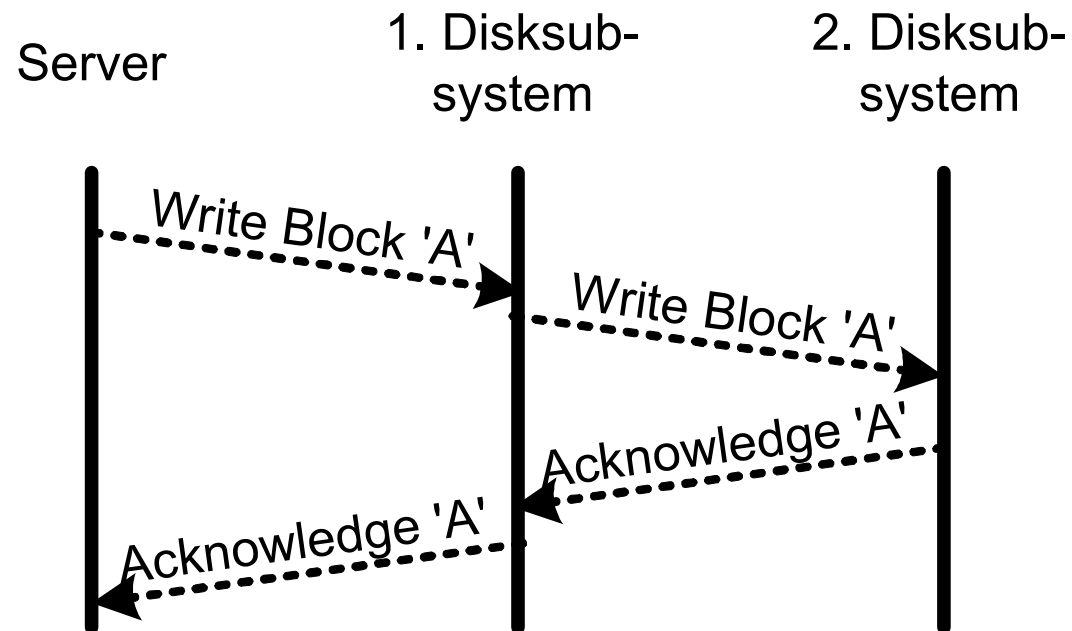 Server
1. Disksub-
system
2. Disksub-
system
Write Block 'A'
Write Block 'A'
Acknowledge 'A'
Acknowledge 'A'